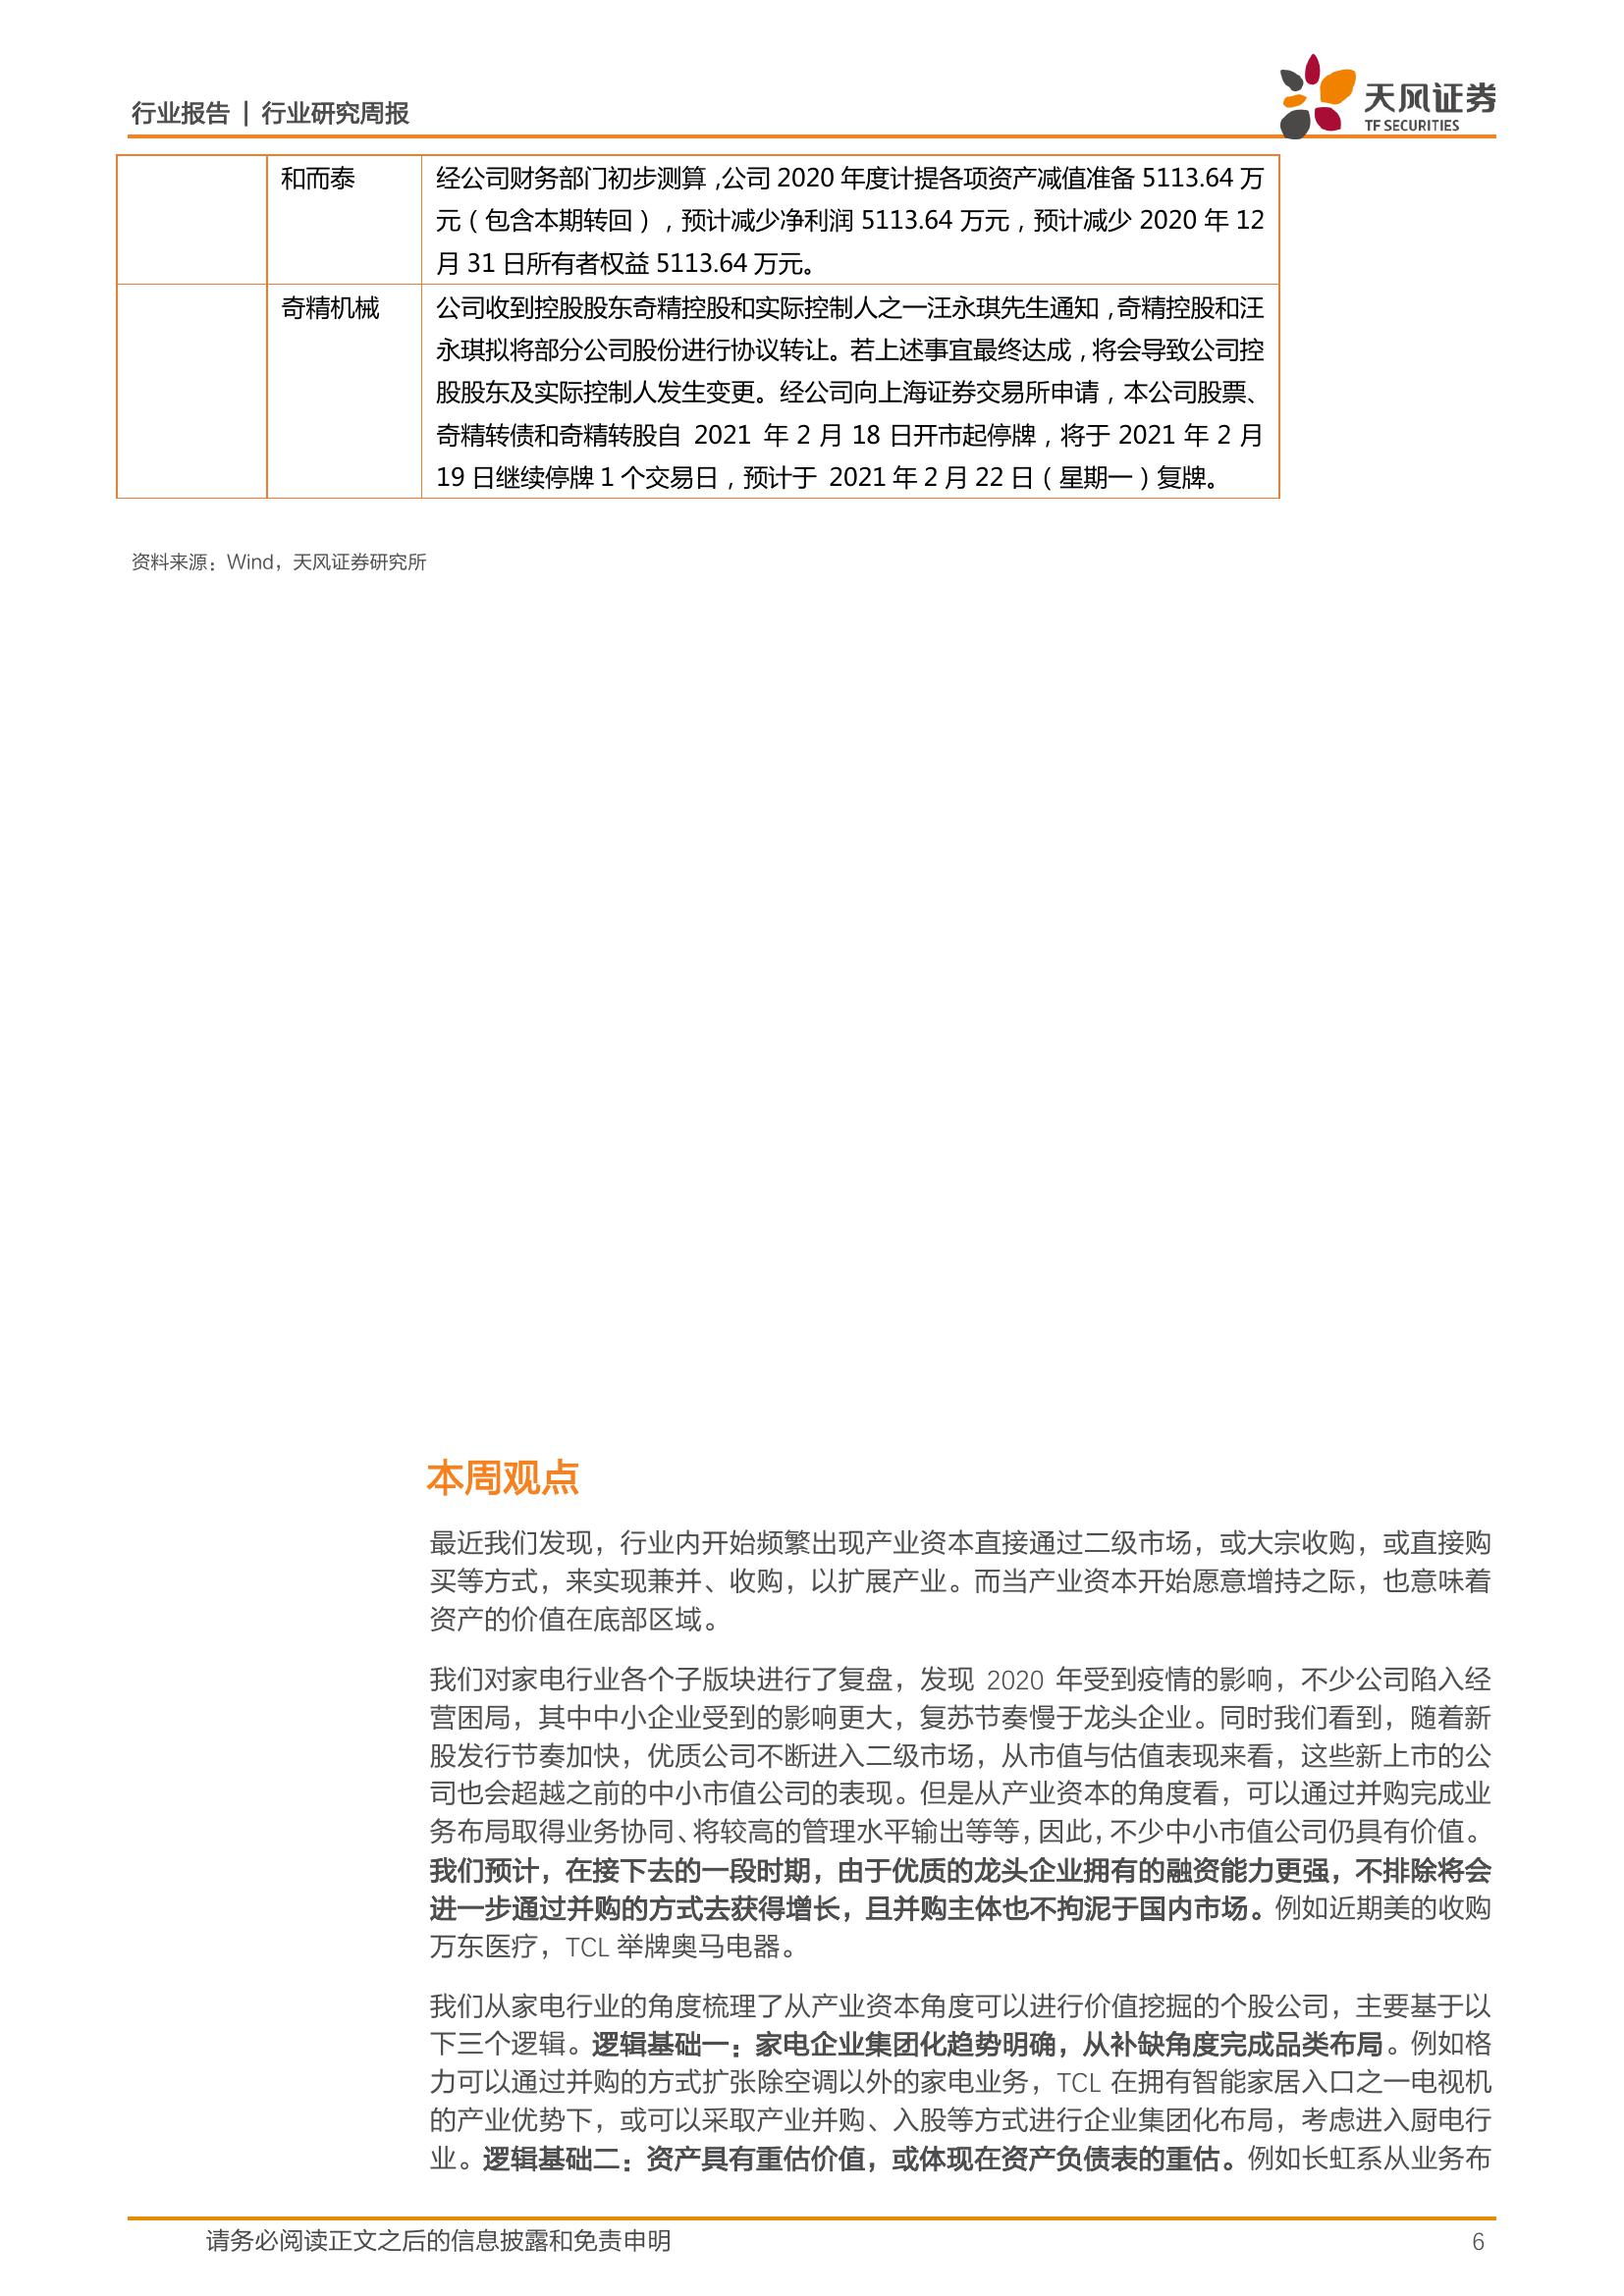 行业报告 | 行业研究周报
天风证券
TF SECURITIES
和而泰
经公司财务部门初步测算,公司 2020 年度计提各项资产减值准备 5113.64 万
元(包含本期转回),预计减少净利润 5113.64 万元,预计减少 2020 年 12
月 31 日所有者权益 5113.64 万元。
奇精机械
公司收到控股股东奇精控股和实际控制人之一汪永琪先生通知,奇精控股和汪
永琪拟将部分公司股份进行协议转让。若上述事宜最终达成,将会导致公司控
股股东及实际控制人发生变更。经公司向上海证券交易所申请,本公司股票、
奇精转债和奇精转股自 2021 年 2 月 18 日开市起停牌,将于 2021 年 2 月
19 日继续停牌 1 个交易日,预计于 2021 年 2 月 22 日(星期一)复牌。
资料来源:Wind,天风证券研究所
本周观点
最近我们发现,行业内开始频繁出现产业资本直接通过二级市场,或大宗收购,或直接购
买等方式,来实现兼并、收购,以扩展产业。而当产业资本开始愿意增持之际,也意味着
资产的价值在底部区域。
我们对家电行业各个子版块进行了复盘,发现 2020 年受到疫情的影响,不少公司陷入经
营困局,其中中小企业受到的影响更大,复苏节奏慢于龙头企业。同时我们看到,随着新
股发行节奏加快,优质公司不断进入二级市场,从市值与估值表现来看,这些新上市的公
司也会超越之前的中小市值公司的表现。但是从产业资本的角度看,可以通过并购完成业
务布局取得业务协同、将较高的管理水平输出等等,因此,不少中小市值公司仍具有价值。
我们预计,在接下去的一段时期,由于优质的龙头企业拥有的融资能力更强,不排除将会
进一步通过并购的方式去获得增长,且并购主体也不拘泥于国内市场。例如近期美的收购
万东医疗,TCL 举牌奥马电器。
我们从家电行业的角度梳理了从产业资本角度可以进行价值挖掘的个股公司,主要基于以
下三个逻辑。逻辑基础一:家电企业集团化趋势明确,从补缺角度完成品类布局。例如格
力可以通过并购的方式扩张除空调以外的家电业务,TCL 在拥有智能家居入口之一电视机
的产业优势下,或可以采取产业并购、入股等方式进行企业集团化布局,考虑进入厨电行
业。逻辑基础二:资产具有重估价值,或体现在资产负债表的重估。例如长虹系从业务布
请务必阅读正文之后的信息披露和免责申明
6